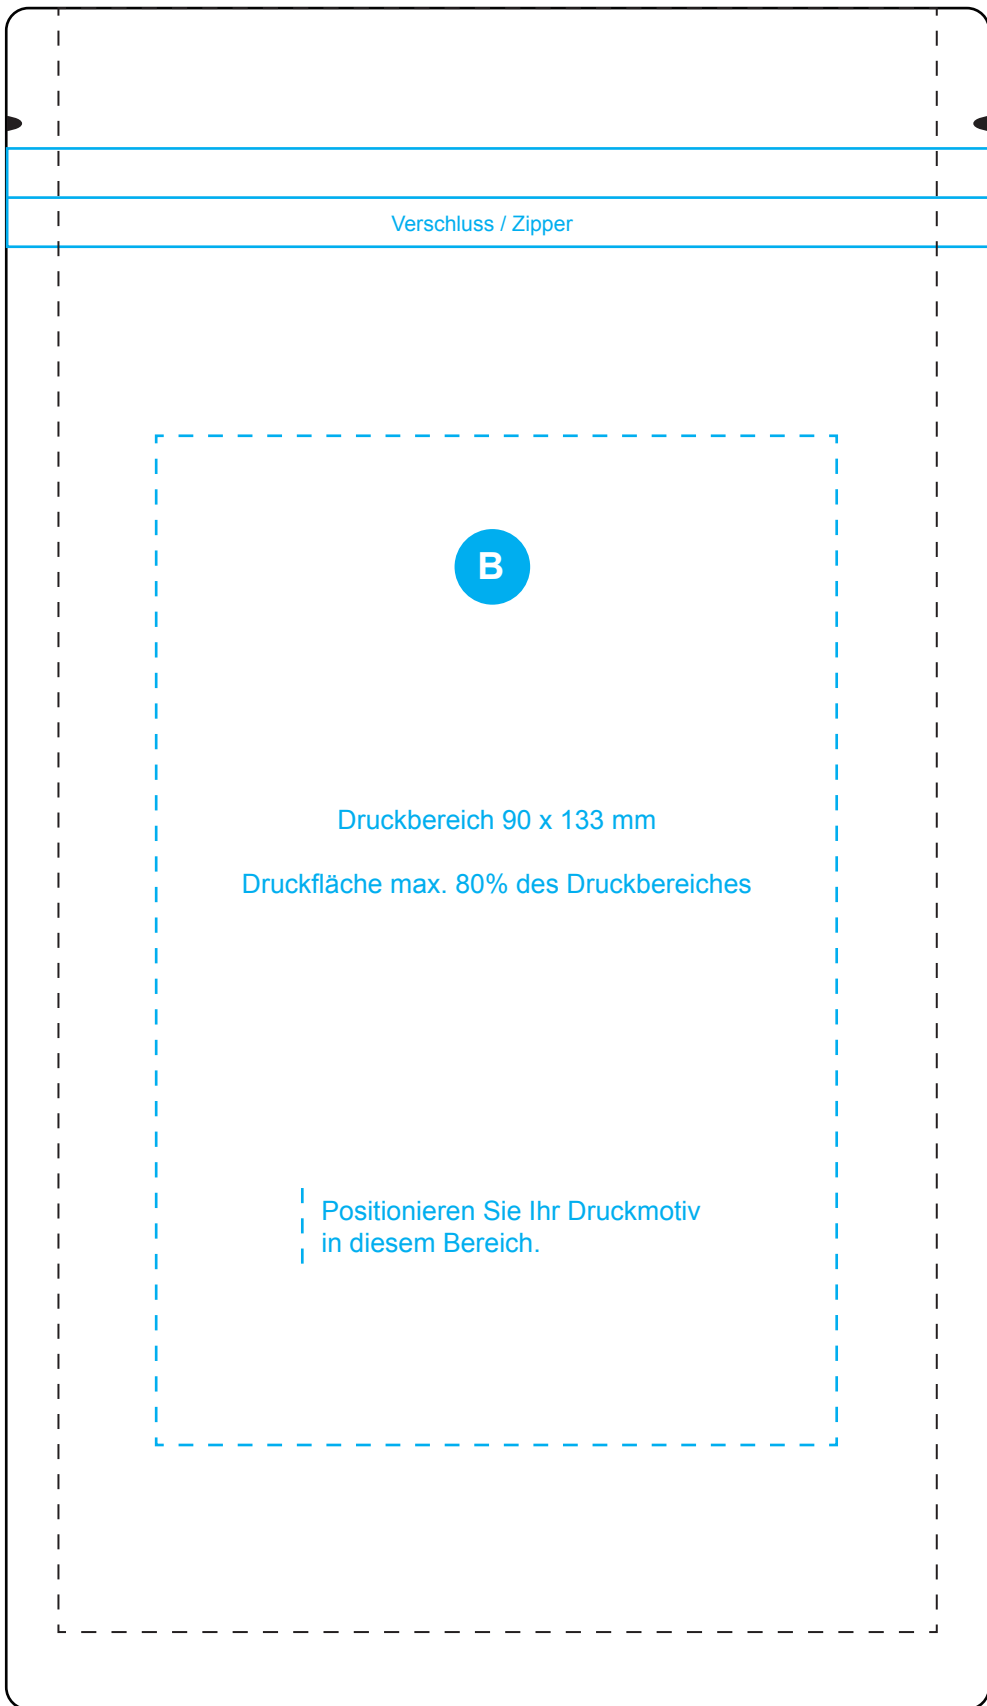 Verschluss / Zipper
B
Druckbereich 90 x 133 mm
Druckfläche max. 80% des Druckbereiches
Positionieren Sie Ihr Druckmotiv
in diesem Bereich.